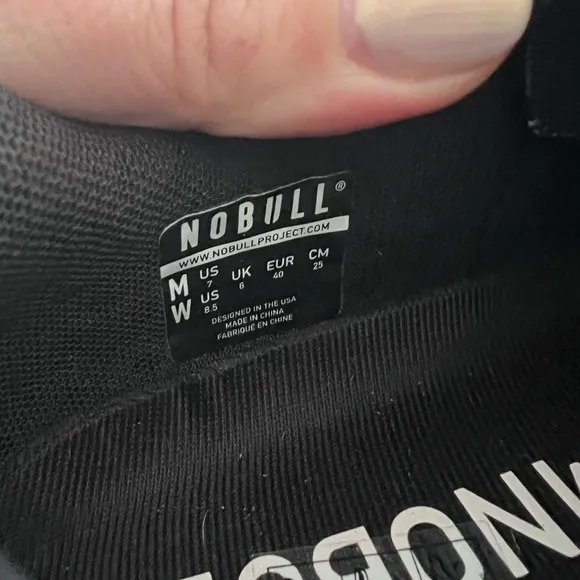 NOBULL®
WWW.NOBULLPROJECT.COM
M US 7 UK 6 EUR 40 CM 25
W US 8.5
DESIGNED IN THE USA
MADE IN CHINA
FABRIQUÉ EN CHINE